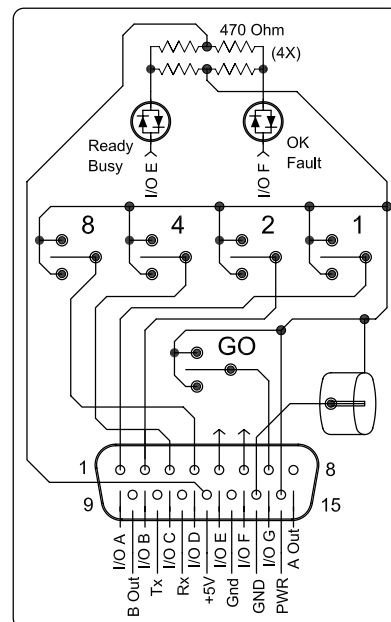 470 Ohm
(4X)
Ready
Busy
OK
Fault
I/O E
I/O F
8
4
2
1
GO
1
8
9
15
I/O A
B Out
I/O B
Tx
I/O C
Rx
I/O D
+5V
I/O E
Gnd
I/O F
GND
I/O G
PWR
A Out